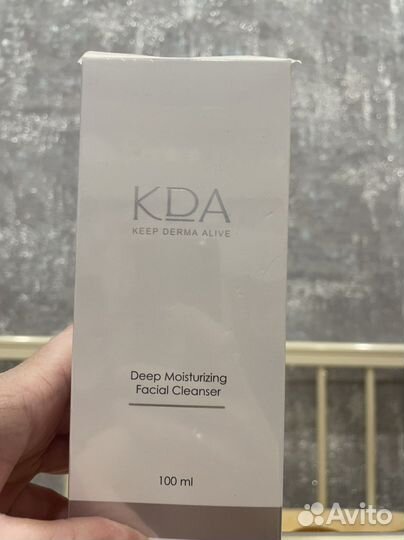 KDA
KEEP DERMA ALIVE
Deep Moisturizing
Facial Cleanser
100 ml
Avito